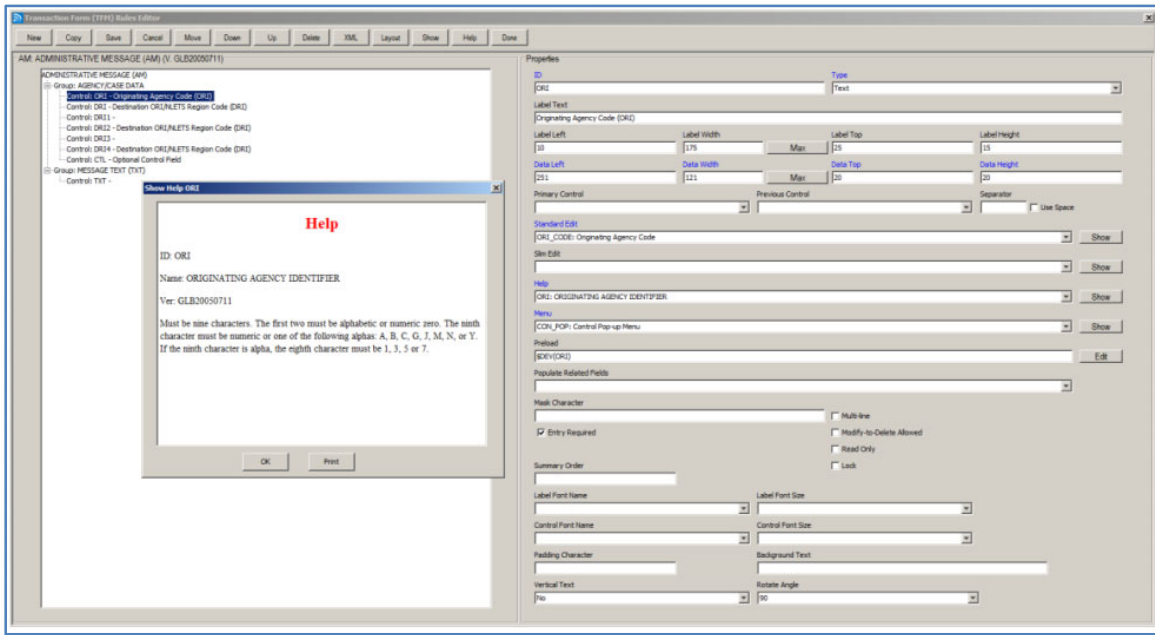 Transaction Form (TFM) Rules Editor
New Copy Save Cancel Move Down Up Delete XML Layout Show Help Done
AM: ADMINISTRATIVE MESSAGE (AM) (V. GLB20050711)
ADMINISTRATIVE MESSAGE (AM)
Group: AGENCY/CASE DATA
Control: ORI - Originating Agency Code (ORI)
Control: DRI - Destination ORI/NLETS Region Code (DRI)
Control: DRI1 -
Control: DRI2 - Destination ORI/NLETS Region Code (DRI)
Control: DRI3 -
Control: DRI4 - Destination ORI/NLETS Region Code (DRI)
Control: CTL - Optional Control Field
Group: MESSAGE TEXT (TXT)
Control: TXT -
Show Help ORI
Help
ID: ORI
Name: ORIGINATING AGENCY IDENTIFIER
Ver: GLB20050711
Must be nine characters. The first two must be alphabetic or numeric zero. The ninth
character must be numeric or one of the following alphas: A, B, C, G, J, M, N, or Y.
If the ninth character is alpha, the eighth character must be 1, 3, 5 or 7.
OK Print
Properties
ID Type
ORI Text
Label Text
Originating Agency Code (ORI)
Label Left Label Width Label Top Label Height
10 175 Max 25 15
Data Left Data Width Data Top Data Height
251 121 Max 20 20
Primary Control Previous Control Separator
Use Space
Standard Edit
ORI_CODE: Originating Agency Code Show
Slim Edit
Show
Help
ORI: ORIGINATING AGENCY IDENTIFIER Show
Menu
CON_POP: Control Pop-up Menu Show
Preload
$DEV(ORI) Edit
Populate Related Fields
Mask Character
Multi-line
Entry Required Modify-to-Delete Allowed
Read Only
Summary Order Lock
Label Font Name Label Font Size
Control Font Name Control Font Size
Padding Character Background Text
Vertical Text Rotate Angle
No 90